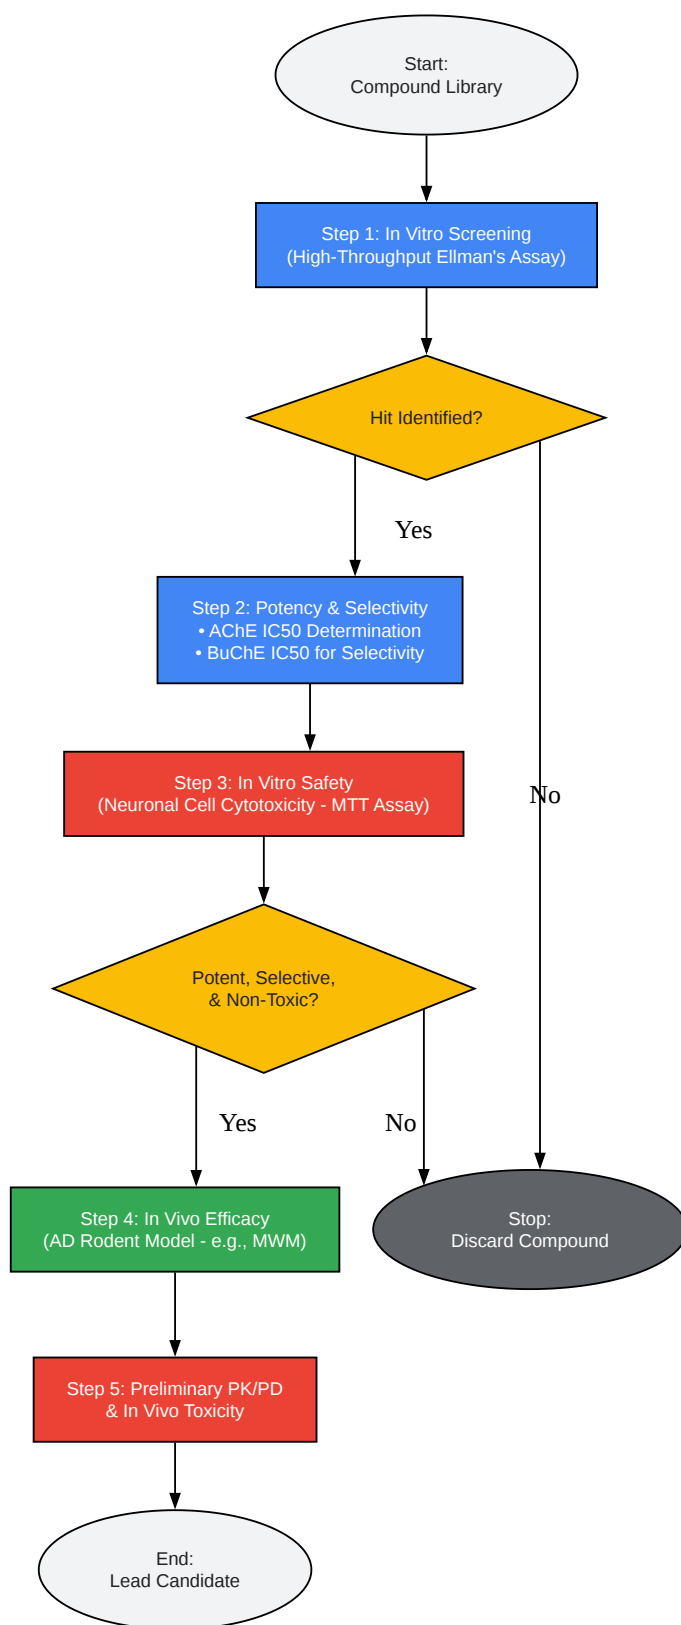 Start:
Compound Library
Step 1: In Vitro Screening
(High-Throughput Ellman's Assay)
Hit Identified?
Yes
Step 2: Potency & Selectivity
• AChE IC50 Determination
• BuChE IC50 for Selectivity
Step 3: In Vitro Safety
(Neuronal Cell Cytotoxicity - MTT Assay)
No
Potent, Selective,
& Non-Toxic?
Yes
No
Step 4: In Vivo Efficacy
(AD Rodent Model - e.g., MWM)
Stop:
Discard Compound
Step 5: Preliminary PK/PD
& In Vivo Toxicity
End:
Lead Candidate